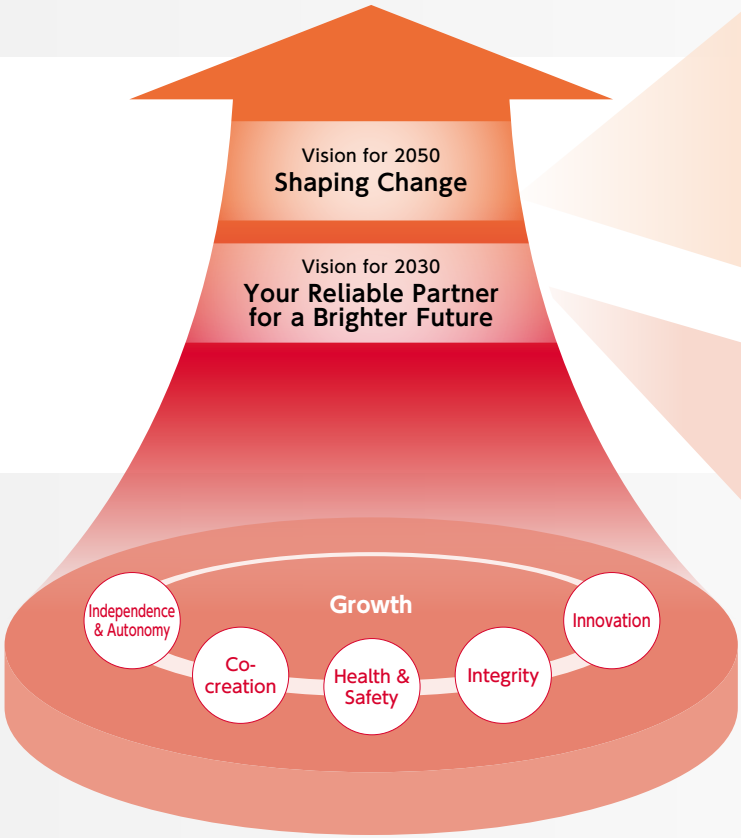 Vision for 2050
Shaping Change
Vision for 2030
Your Reliable Partner
for a Brighter Future
Growth
Independence
& Autonomy
Co-
creation
Health &
Safety
Integrity
Innovation